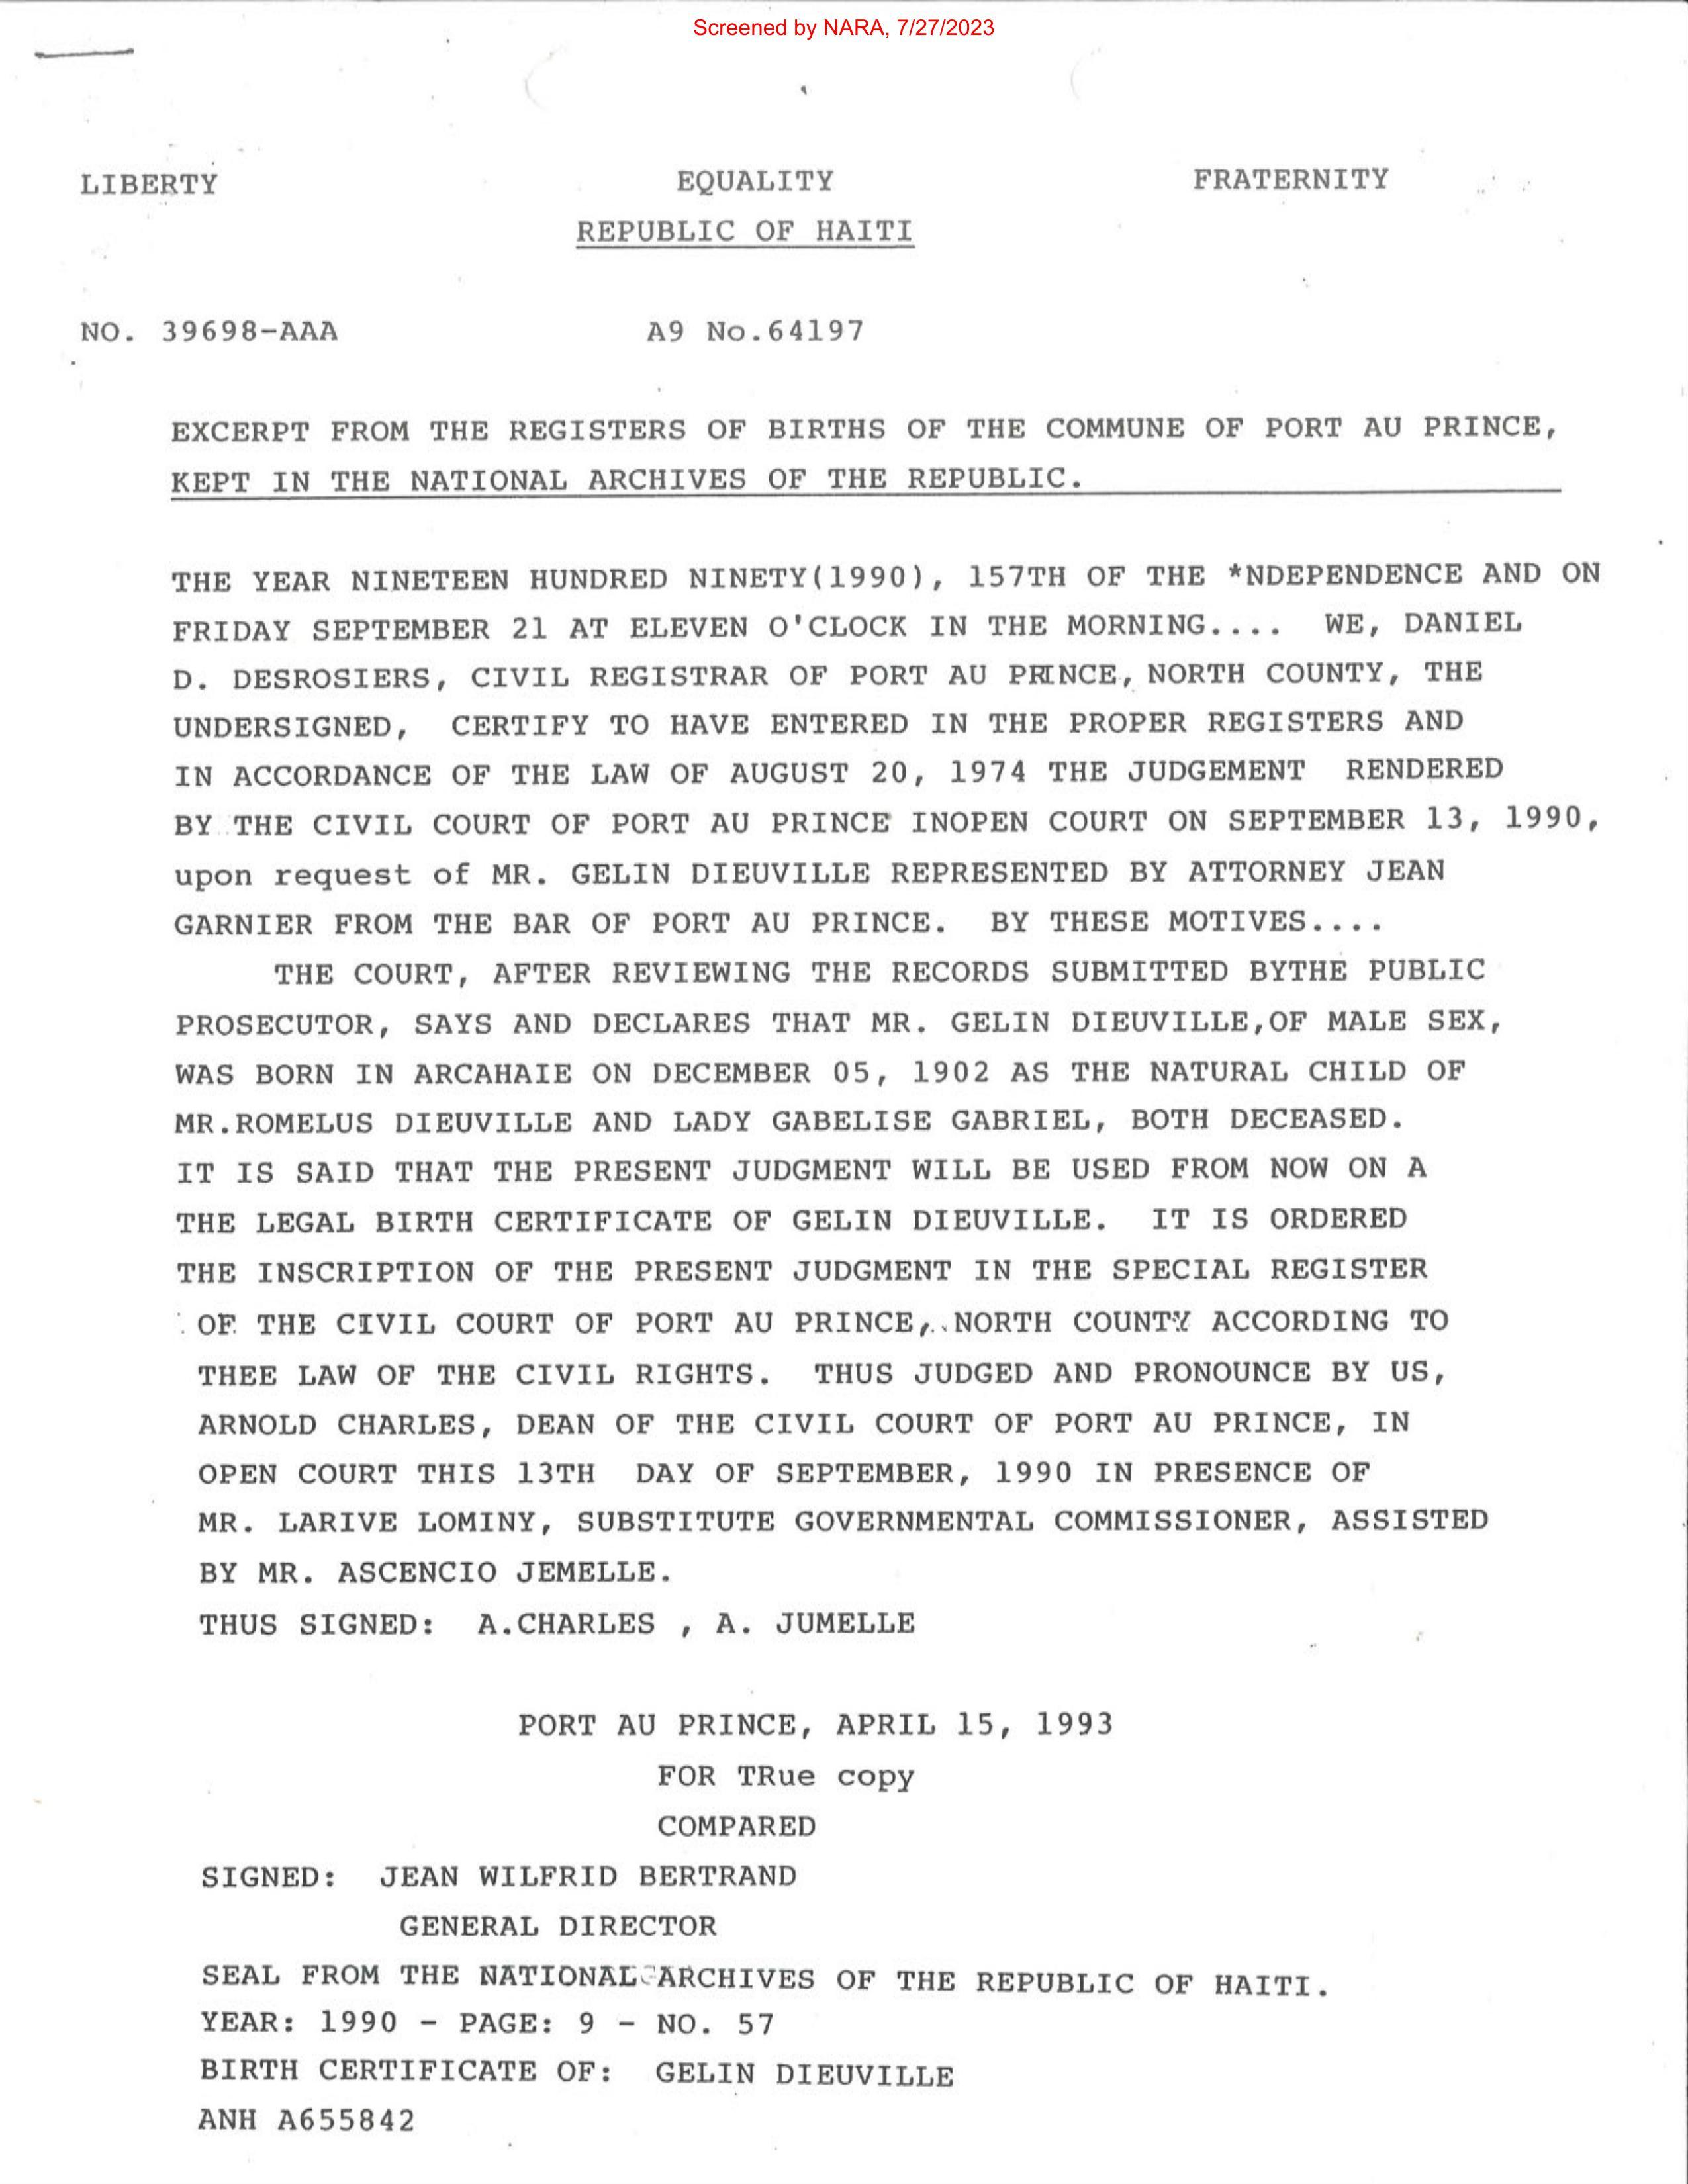 Screened by NARA, 7/27/2023
LIBERTY EQUALITY FRATERNITY
REPUBLIC OF HAITI
NO. 39698-AAA A9 No.64197
EXCERPT FROM THE REGISTERS OF BIRTHS OF THE COMMUNE OF PORT AU PRINCE,
KEPT IN THE NATIONAL ARCHIVES OF THE REPUBLIC.
THE YEAR NINETEEN HUNDRED NINETY(1990), 157TH OF THE *NDEPENDENCE AND ON
FRIDAY SEPTEMBER 21 AT ELEVEN O'CLOCK IN THE MORNING.... WE, DANIEL
D. DESROSIERS, CIVIL REGISTRAR OF PORT AU PRINCE, NORTH COUNTY, THE
UNDERSIGNED, CERTIFY TO HAVE ENTERED IN THE PROPER REGISTERS AND
IN ACCORDANCE OF THE LAW OF AUGUST 20, 1974 THE JUDGEMENT RENDERED
BY THE CIVIL COURT OF PORT AU PRINCE INOPEN COURT ON SEPTEMBER 13, 1990,
upon request of MR. GELIN DIEUVILLE REPRESENTED BY ATTORNEY JEAN
GARNIER FROM THE BAR OF PORT AU PRINCE. BY THESE MOTIVES....
THE COURT, AFTER REVIEWING THE RECORDS SUBMITTED BYTHE PUBLIC
PROSECUTOR, SAYS AND DECLARES THAT MR. GELIN DIEUVILLE,OF MALE SEX,
WAS BORN IN ARCAHAIE ON DECEMBER 05, 1902 AS THE NATURAL CHILD OF
MR.ROMELUS DIEUVILLE AND LADY GABELISE GABRIEL, BOTH DECEASED.
IT IS SAID THAT THE PRESENT JUDGMENT WILL BE USED FROM NOW ON A
THE LEGAL BIRTH CERTIFICATE OF GELIN DIEUVILLE. IT IS ORDERED
THE INSCRIPTION OF THE PRESENT JUDGMENT IN THE SPECIAL REGISTER
OF THE CIVIL COURT OF PORT AU PRINCE, NORTH COUNTY ACCORDING TO
THEE LAW OF THE CIVIL RIGHTS. THUS JUDGED AND PRONOUNCE BY US,
ARNOLD CHARLES, DEAN OF THE CIVIL COURT OF PORT AU PRINCE, IN
OPEN COURT THIS 13TH DAY OF SEPTEMBER, 1990 IN PRESENCE OF
MR. LARIVE LOMINY, SUBSTITUTE GOVERNMENTAL COMMISSIONER, ASSISTED
BY MR. ASCENCIO JEMELLE.
THUS SIGNED: A.CHARLES , A. JUMELLE
PORT AU PRINCE, APRIL 15, 1993
FOR TRue copy
COMPARED
SIGNED: JEAN WILFRID BERTRAND
GENERAL DIRECTOR
SEAL FROM THE NATIONAL ARCHIVES OF THE REPUBLIC OF HAITI.
YEAR: 1990 - PAGE: 9 - NO. 57
BIRTH CERTIFICATE OF: GELIN DIEUVILLE
ANH A655842